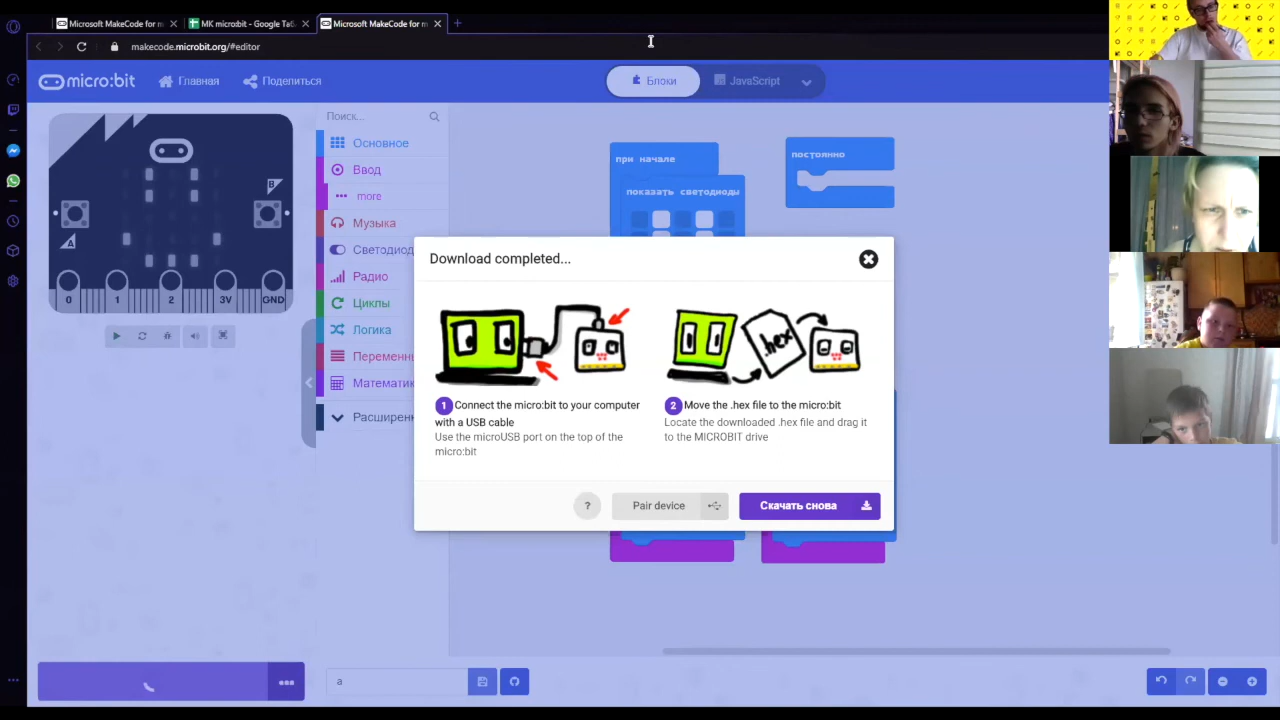 Microsoft MakeCode for m
MK microbit - Google Таб
Microsoft MakeCode for m
makecode.microbit.org/#editor
micro:bit
Главная
Поделиться
Блоки
JavaScript
Поиск...
Основное
Ввод
more
Музыка
Светодиод
Радио
Циклы
Логика
Переменны
Математик
Расширен
B
A
0
1
2
3V
GND
при начале
показать светодиоды
постоянно
Download completed...
.hex
1 Connect the micro:bit to your computer
with a USB cable
Use the microUSB port on the top of the
micro:bit
2 Move the .hex file to the micro:bit
Locate the downloaded .hex file and drag it
to the MICROBIT drive
?
Pair device
Скачать снова
a